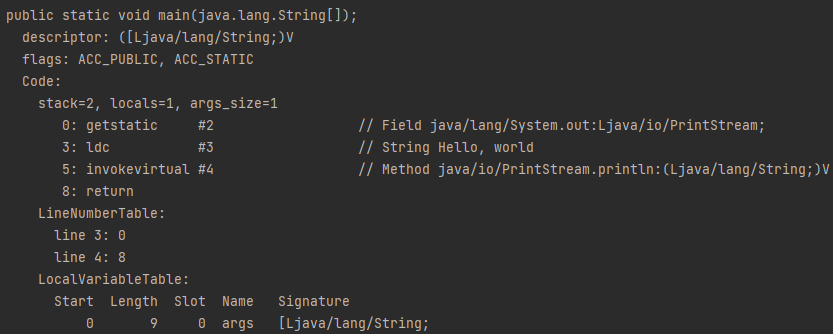 public static void main(java.lang.String[]);
  descriptor: ([Ljava/lang/String;)V
  flags: ACC_PUBLIC, ACC_STATIC
  Code:
    stack=2, locals=1, args_size=1
       0: getstatic     #2                  // Field java/lang/System.out:Ljava/io/PrintStream;
       3: ldc           #3                  // String Hello, world
       5: invokevirtual #4                  // Method java/io/PrintStream.println:(Ljava/lang/String;)V
       8: return
    LineNumberTable:
      line 3: 0
      line 4: 8
    LocalVariableTable:
      Start  Length  Slot  Name   Signature
          0       9     0  args   [Ljava/lang/String;